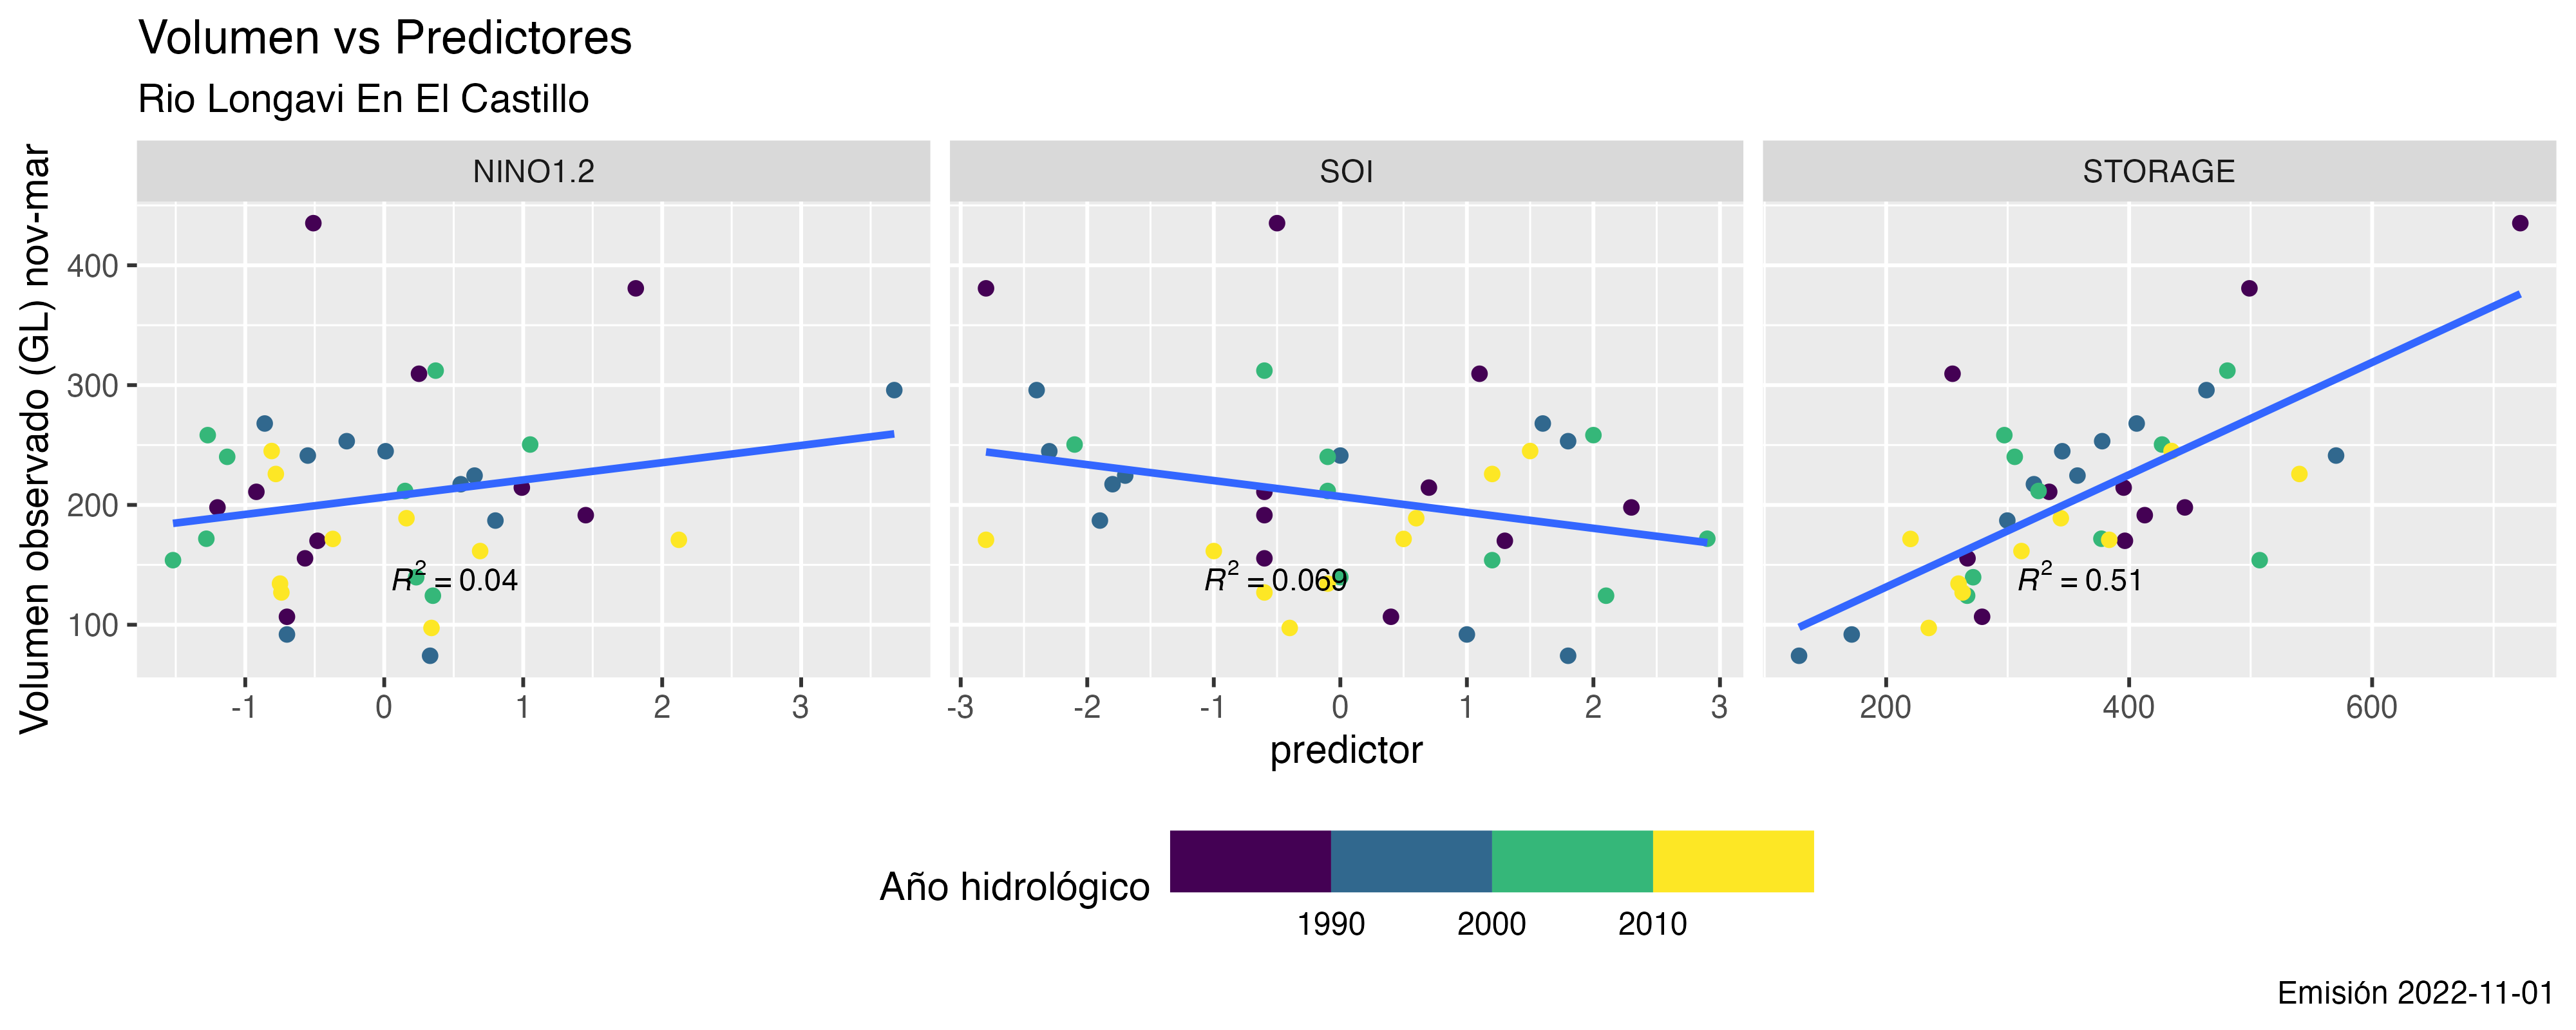 Volumen vs Predictores
Rio Longavi En El Castillo
Volumen observado (GL) nov-mar
NINO1.2
SOI
STORAGE
400
300
200
100
R² = 0.04
R² = 0.069
R² = 0.51
-1 0 1 2 3
-3 -2 -1 0 1 2 3
200 400 600
predictor
Año hidrológico
1990 2000 2010
Emisión 2022-11-01